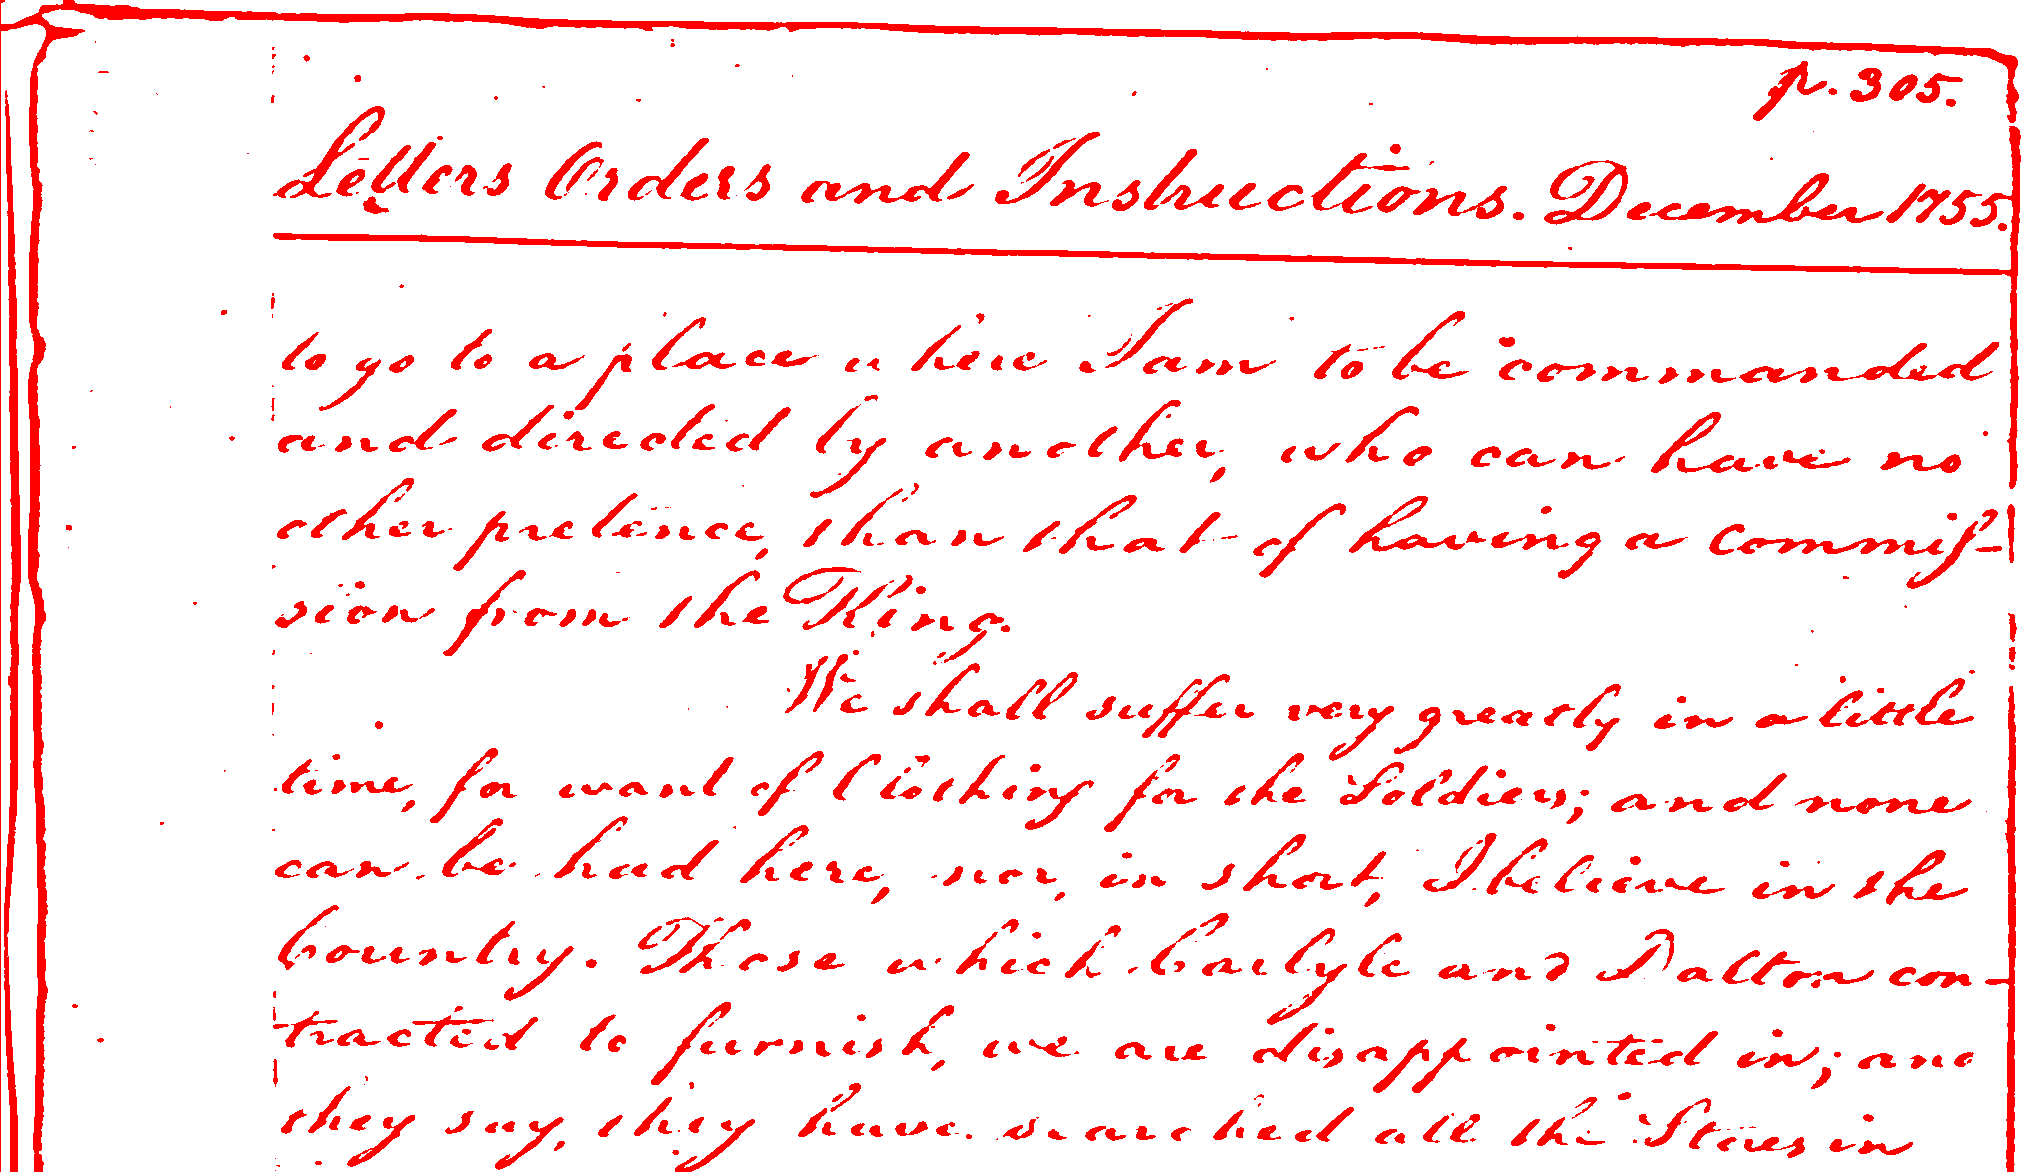 p. 305.
Letters Orders and Instructions. December 1755.
to go to a place where I am to be commanded
and directed by another, who can have no
other pretence, than that of having a commis-
sion from the King.
We shall suffer very greatly in a little
time, for want of Clothing for the Soldiers; and none
can be had here, nor, in short, I believe in the
Country. Those which Carlyle and Dalton con-
tracted to furnish, we are disappointed in; and
they say, they have searched all the Stores in